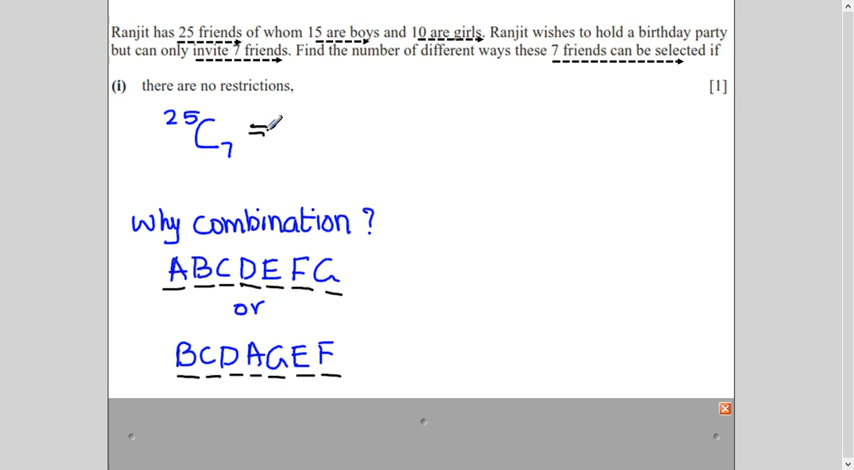 Ranjit has 25 friends of whom 15 are boys and 10 are girls. Ranjit wishes to hold a birthday party
but can only invite 7 friends. Find the number of different ways these 7 friends can be selected if
(i) there are no restrictions, [1]
²⁵C₇ =
Why combination ?
A B C D E F G
or
B C D A G E F